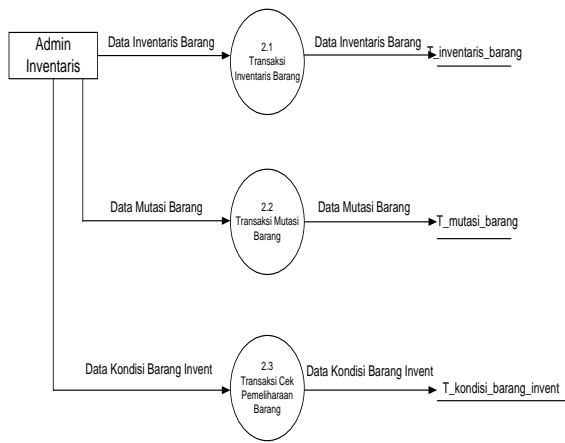 Admin
Inventaris
Data Inventaris Barang
2.1
Transaksi
Inventaris Barang
Data Inventaris Barang
T_inventaris_barang
Data Mutasi Barang
2.2
Transaksi Mutasi
Barang
Data Mutasi Barang
T_mutasi_barang
Data Kondisi Barang Invent
2.3
Transaksi Cek
Pemeliharaan
Barang
Data Kondisi Barang Invent
T_kondisi_barang_invent